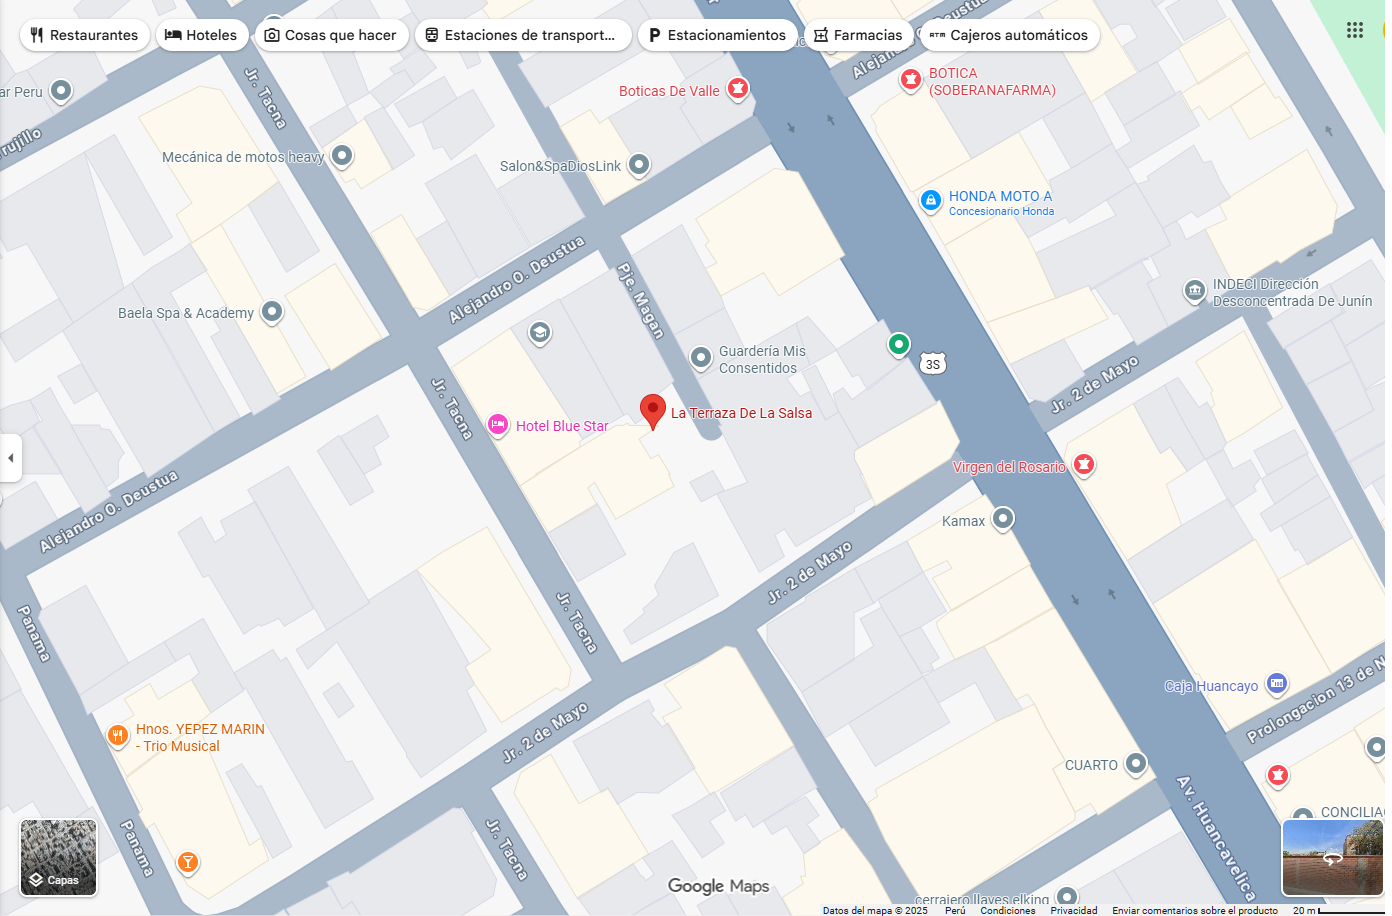 Restaurantes
Hoteles
Cosas que hacer
Estaciones de transport...
Estacionamientos
Farmacias
Cajeros automáticos
Alejandro O. Deustua
Jr. Tacna
ar Peru
rujillo
Boticas De Valle
BOTICA
(SOBERANAFARMA)
Mecánica de motos heavy
Salon&SpaDiosLink
HONDA MOTO A
Concesionario Honda
Alejandro O. Deustua
Pje. Magan
INDECI Dirección
Desconcentrada De Junín
Baela Spa & Academy
Guardería Mis
Consentidos
3S
Jr. 2 de Mayo
Jr. Tacna
La Terraza De La Salsa
Hotel Blue Star
Virgen del Rosario
Alejandro O. Deustua
Kamax
Jr. 2 de Mayo
Jr. Tacna
Panama
Caja Huancayo
Prolongacion 13 de N
Jr. 2 de Mayo
Hnos. YEPEZ MARIN
- Trio Musical
CUARTO
Av. Huancavelica
Panama
Jr. Tacna
CONCILIAC
Capas
Google Maps
cerrajero llaves elking
Datos del mapa © 2025
Perú
Condiciones
Privacidad
Enviar comentarios sobre el producto
20 m